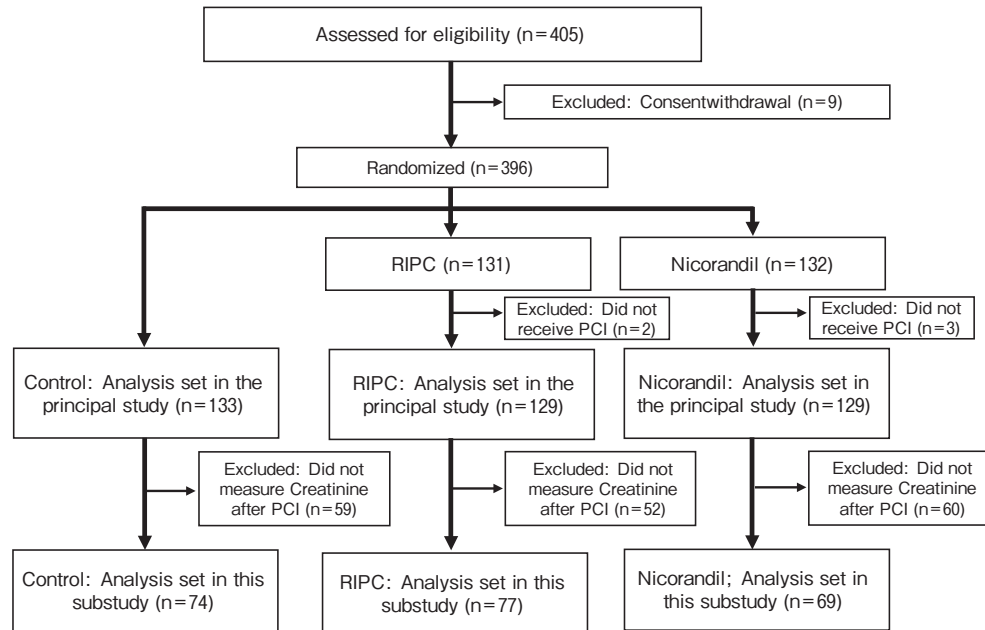 Assessed for eligibility (n=405)
Excluded: Consentwithdrawal (n=9)
Randomized (n=396)
RIPC (n=131)
Nicorandil (n=132)
Excluded: Did not
receive PCI (n=2)
Excluded: Did not
receive PCI (n=3)
Control: Analysis set in the
principal study (n=133)
RIPC: Analysis set in the
principal study (n=129)
Nicorandil: Analysis set in
the principal study (n=129)
Excluded: Did not
measure Creatinine
after PCI (n=59)
Excluded: Did not
measure Creatinine
after PCI (n=52)
Excluded: Did not
measure Creatinine
after PCI (n=60)
Control: Analysis set in this
substudy (n=74)
RIPC: Analysis set in this
substudy (n=77)
Nicorandil; Analysis set in
this substudy (n=69)